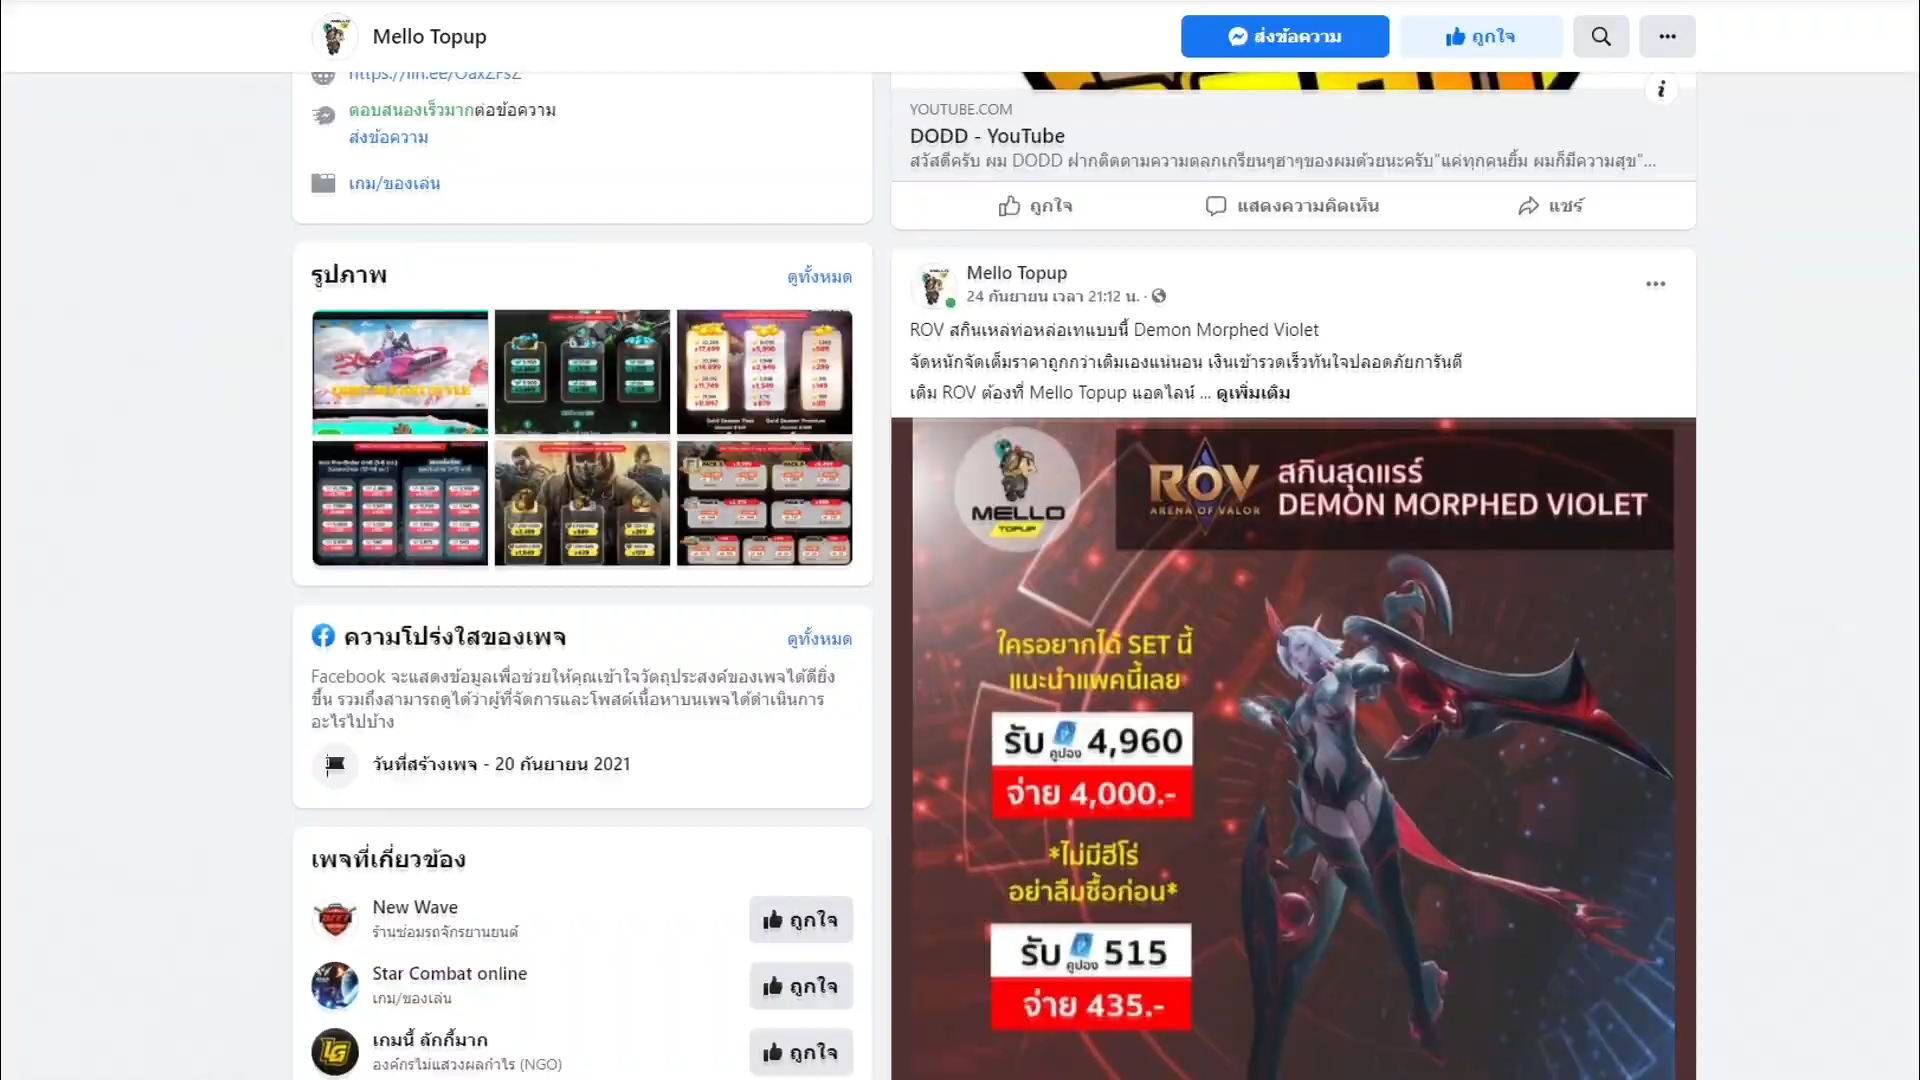 Mello Topup
ส่งข้อความ
ถูกใจ
https://lin.ee/OaxZFsZ
ตอบสนองเร็วมากต่อข้อความ
ส่งข้อความ
เกม/ของเล่น
รูปภาพ
ดูทั้งหมด
ความโปร่งใสของเพจ
ดูทั้งหมด
Facebook จะแสดงข้อมูลเพื่อช่วยให้คุณเข้าใจวัตถุประสงค์ของเพจได้ดียิ่ง
ขึ้น รวมถึงสามารถดูได้ว่าผู้ที่จัดการและโพสต์เนื้อหาบนเพจได้ดำเนินการ
อะไรไปบ้าง
วันที่สร้างเพจ - 20 กันยายน 2021
เพจที่เกี่ยวข้อง
New Wave
ร้านซ่อมรถจักรยานยนต์
ถูกใจ
Star Combat online
เกม/ของเล่น
ถูกใจ
เกมนี้ ลักกี้มาก
องค์กรไม่แสวงผลกำไร (NGO)
ถูกใจ
YOUTUBE.COM
DODD - YouTube
สวัสดีครับ ผม DODD ฝากติดตามความตลกเกรียนๆฮาๆของผมด้วยนะครับ"แค่ทุกคนยิ้ม ผมก็มีความสุข"...
ถูกใจ
แสดงความคิดเห็น
แชร์
Mello Topup
24 กันยายน เวลา 21:12 น. ·
ROV สกินเหล่ท่อหล่อเทแบบนี้ Demon Morphed Violet
จัดหนักจัดเต็มราคาถูกกว่าเติมเองแน่นอน เงินเข้ารวดเร็วทันใจปลอดภัยการันตี
เติม ROV ต้องที่ Mello Topup แอดไลน์ ... ดูเพิ่มเติม
MELLO
TOPUP
ROV
ARENA OF VALOR
สกินสุดแรร์
DEMON MORPHED VIOLET
ใครอยากได้ SET นี้
แนะนำแพคนี้เลย
รับ คูปอง 4,960
จ่าย 4,000.-
*ไม่มีฮีโร่
อย่าลืมซื้อก่อน*
รับ คูปอง 515
จ่าย 435.-